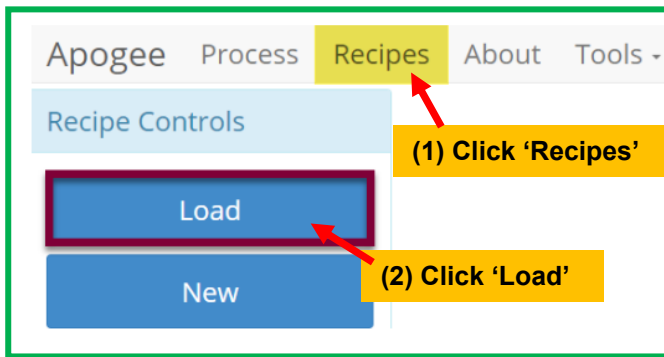 Apogee Process Recipes About Tools
Recipe Controls
(1) Click ‘Recipes’
Load
(2) Click ‘Load’
New